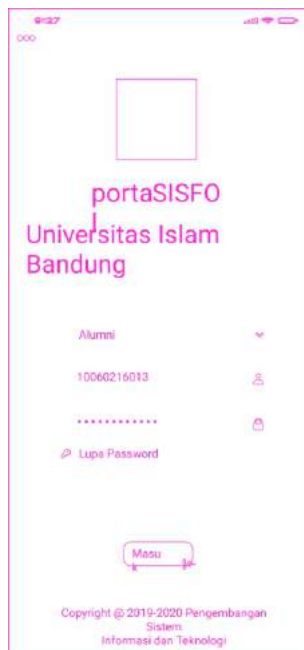 9:27
portaSISFO
l
Universitas Islam
Bandung
Alumni
10060216013
••••••••••••
Lupa Password
Masu
k
Copyright @ 2019-2020 Pengembangan
Sistem
Informasi dan Teknologi